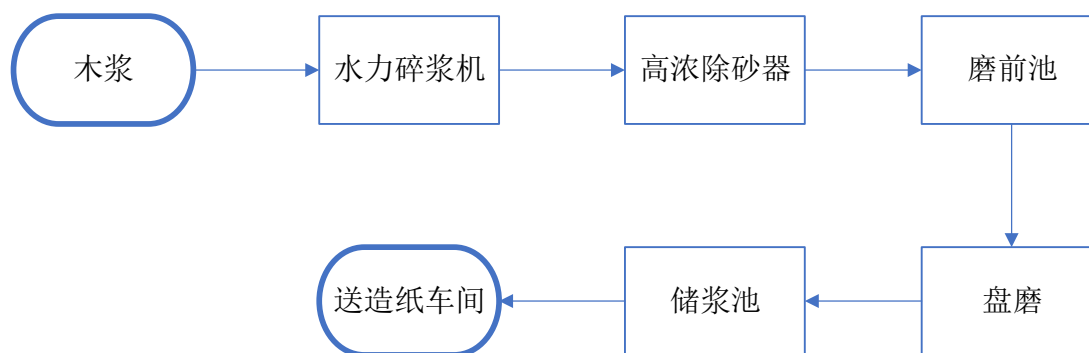 木浆
水力碎浆机
高浓除砂器
磨前池
盘磨
储浆池
送造纸车间